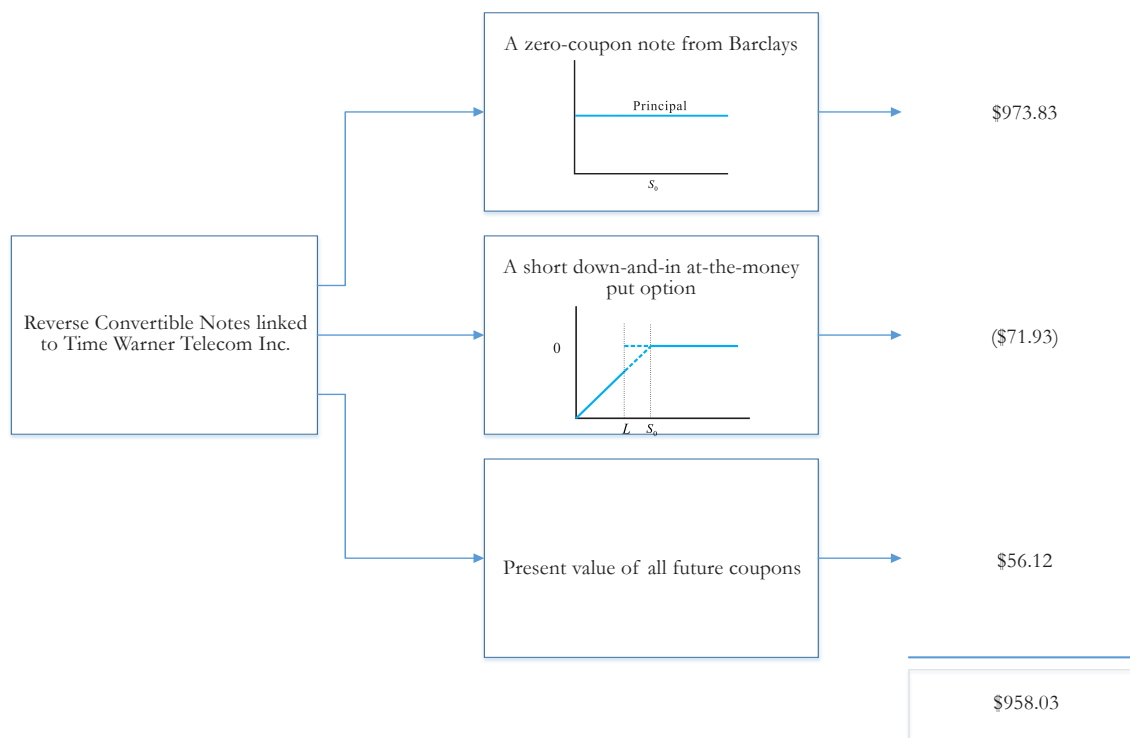 A zero-coupon note from Barclays
Principal
S₀
$973.83
Reverse Convertible Notes linked
to Time Warner Telecom Inc.
A short down-and-in at-the-money
put option
0
L S₀
($71.93)
Present value of all future coupons
$56.12
$958.03